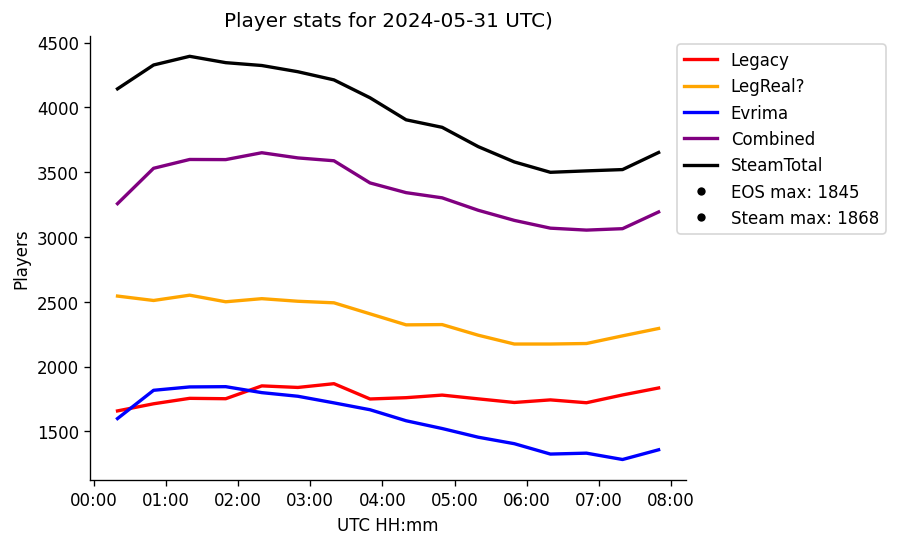 Player stats for 2024-05-31 UTC)
4500
4000
3500
3000
2500
2000
1500
Players
00:00 01:00 02:00 03:00 04:00 05:00 06:00 07:00 08:00
UTC HH:mm
Legacy
LegReal?
Evrima
Combined
SteamTotal
EOS max: 1845
Steam max: 1868